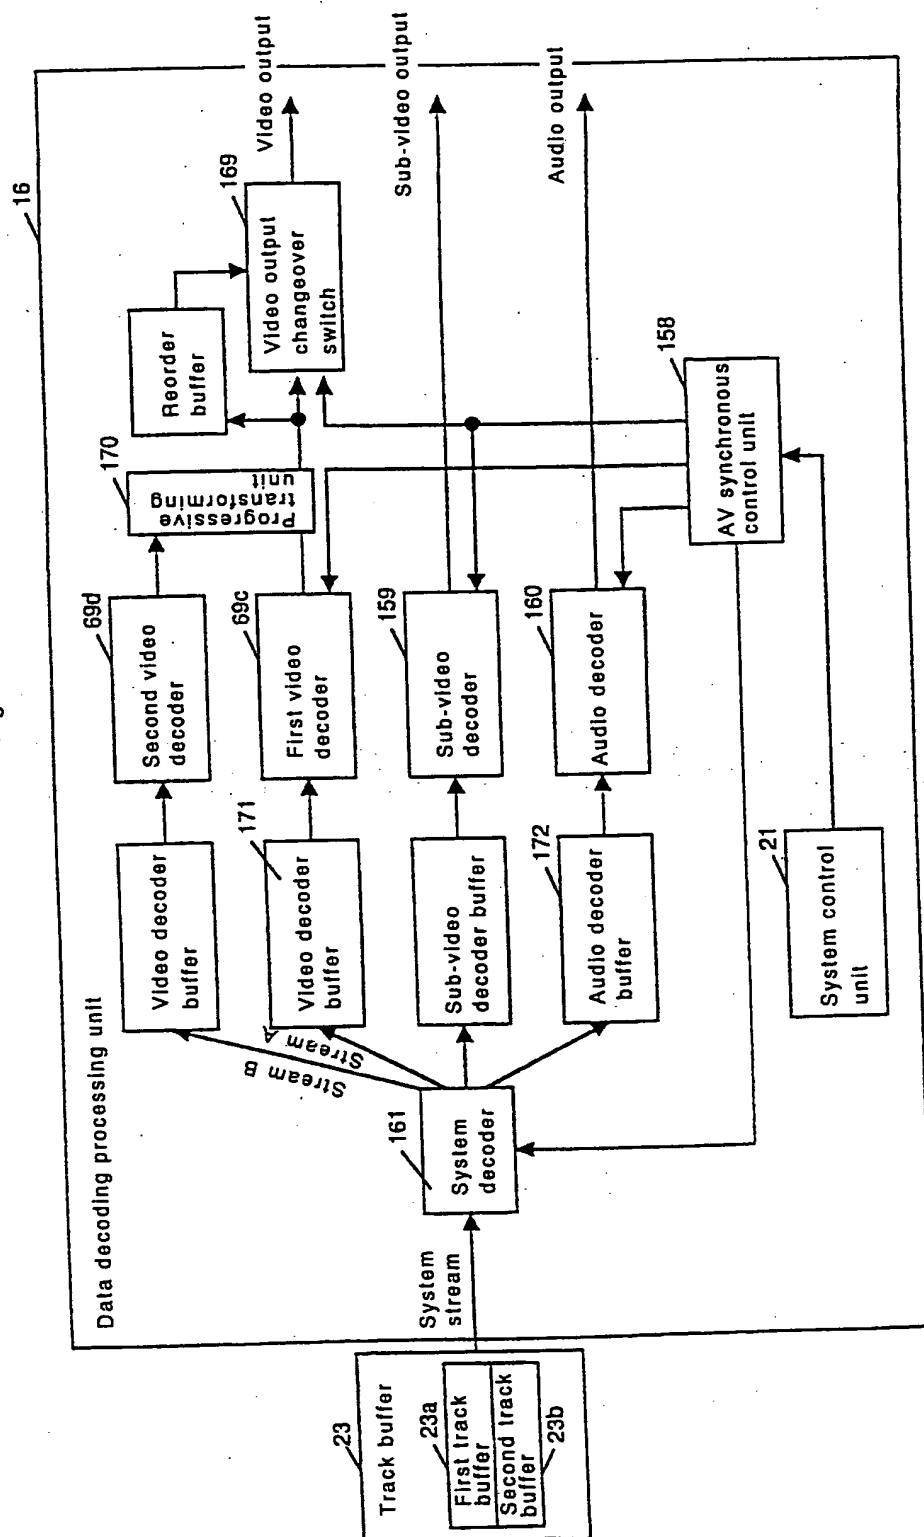 16
Data decoding processing unit
23
Track buffer
23a
First track
buffer
Second track
buffer
23b
System
stream
161
System
decoder
Stream B
Stream A
Video decoder
buffer
69d
Second video
decoder
170
Progressive
transforming
unit
Reorder
buffer
169
Video output
changeover
switch
Video output
171
Video decoder
buffer
69c
First video
decoder
Sub-video
decoder buffer
159
Sub-video
decoder
Sub-video output
172
Audio decoder
buffer
160
Audio decoder
Audio output
21
System control
unit
158
AV synchronous
control unit